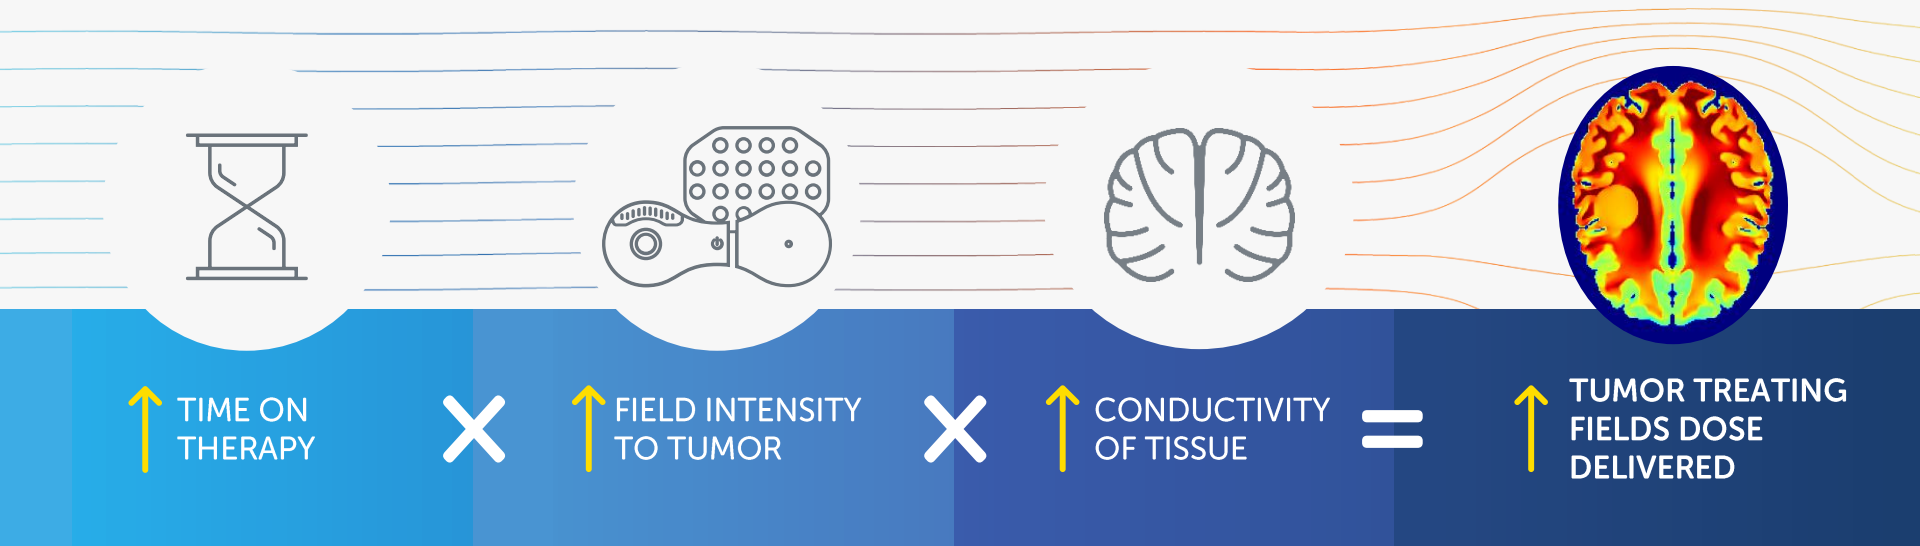 TIME ON
THERAPY
×
FIELD INTENSITY
TO TUMOR
×
CONDUCTIVITY
OF TISSUE
=
TUMOR TREATING
FIELDS DOSE
DELIVERED